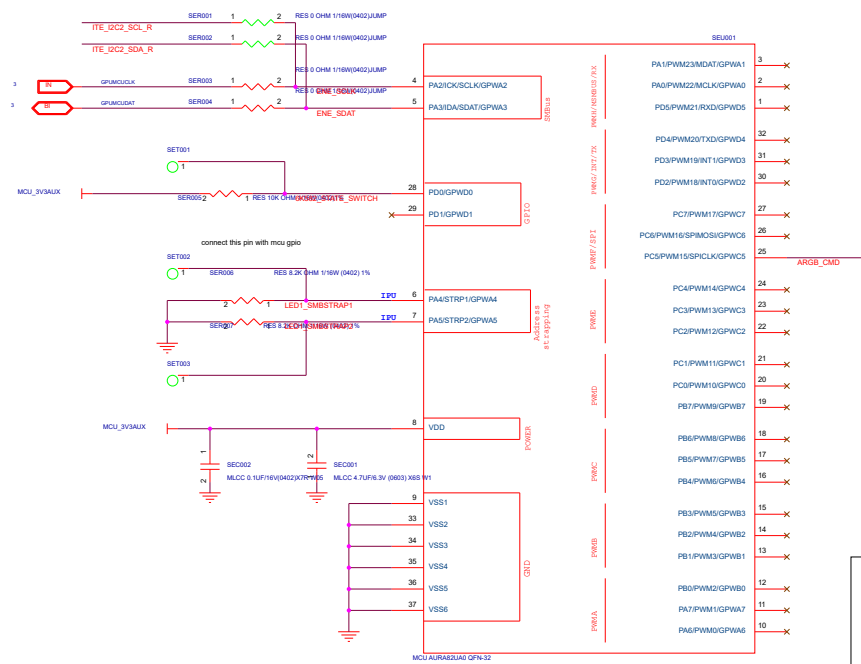 SER001 1 2 RES 0 OHM 1/16W(0402)JUMP
ITE_I2C2_SCL_R
SER002 1 2 RES 0 OHM 1/16W(0402)JUMP
ITE_I2C2_SDA_R
SEU001
RES 0 OHM 1/16W(0402)JUMP
3 IN GPUMCUCLK SER003 1 2
RES 0 OHM 1/16W(0402)JUMP
3 BI GPUMCUDAT SER004 1 2
ENE_SDAT
4 PA2/ICK/SCLK/GPWA2
5 PA3/IDA/SDAT/GPWA3
SMBus
SET001
1
MCU_3V3AUX
SER005 2 1 RES 10K OHM
28 PD0/GPWD0
29 PD1/GPWD1
GPIO
connect this pin with mcu gpio
SET002
1
SER006 RES 8.2K OHM 1/16W (0402) 1%
2 1
LED1_SMBSTRAP1
IPU 6 PA4/STRP1/GPWA4
2 1
IPU 7 PA5/STRP2/GPWA5
Address
strapping
SET003
1
MCU_3V3AUX
8 VDD
POWER
1 2 SEC002
MLCC 0.1UF/16V(0402)X7R
2 1 SEC001
MLCC 4.7UF/6.3V (0603) X6S W1
9 VSS1
33 VSS2
34 VSS3
35 VSS4
36 VSS5
37 VSS6
GND
PA1/PWM23/MDAT/GPWA1 3
PA0/PWM22/MCLK/GPWA0 2
PD5/PWM21/RXD/GPWD5 1
PD4/PWM20/TXD/GPWD4 32
PD3/PWM19/INT1/GPWD3 31
PWMG/INT/TX
PD2/PWM18/INT0/GPWD2 30
PC7/PWM17/GPWC7 27
PC6/PWM16/SPIMOSI/GPWC6 26
PWMF/SPI
PC5/PWM15/SPICLK/GPWC5 25
ARGB_CMD
PC4/PWM14/GPWC4 24
PC3/PWM13/GPWC3 23
PWME
PC2/PWM12/GPWC2 22
PC1/PWM11/GPWC1 21
PC0/PWM10/GPWC0 20
PWMD
PB7/PWM9/GPWB7 19
PB6/PWM8/GPWB6 18
PB5/PWM7/GPWB5 17
PWMC
PB4/PWM6/GPWB4 16
PB3/PWM5/GPWB3 15
PB2/PWM4/GPWB2 14
PWMB
PB1/PWM3/GPWB1 13
PB0/PWM2/GPWB0 12
PA7/PWM1/GPWA7 11
PWMA
PA6/PWM0/GPWA6 10
MCU AURA82UA0 QFN-32